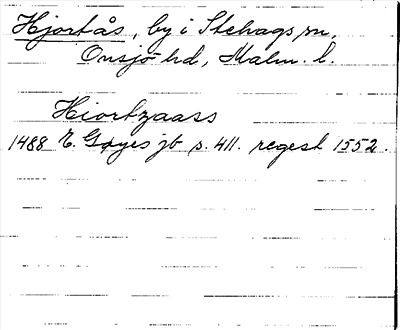 Hjortås, by i Stehags sn,
Onsjö hd, Malm. l.
Hiortzaass
1488 E. Gøyes jb s. 411. regest 1552.